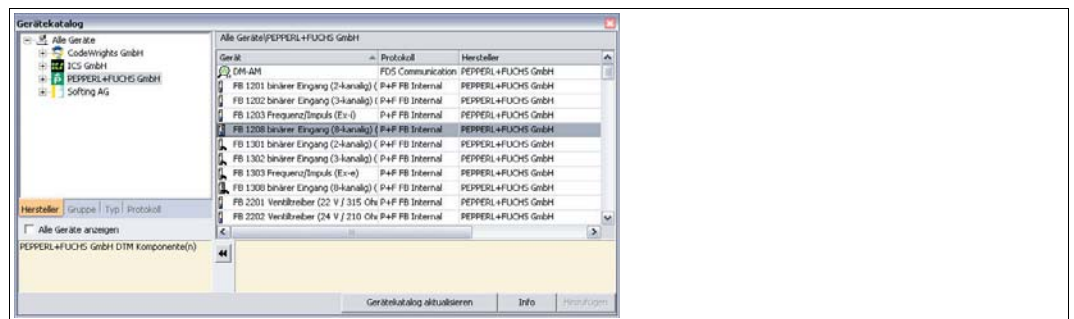 Gerätekatalog
Alle Geräte
CodeWrights GmbH
ICS GmbH
PEPPERL+FUCHS GmbH
Softing AG
Hersteller Gruppe Typ Protokoll
Alle Geräte anzeigen
PEPPERL+FUCHS GmbH DTM Komponente(n)
Alle Geräte\PEPPERL+FUCHS GmbH
Gerät Protokoll Hersteller
DM-AM FDS Communication PEPPERL+FUCHS GmbH
FB 1201 binärer Eingang (2-kanalig) ( P+F FB Internal PEPPERL+FUCHS GmbH
FB 1202 binärer Eingang (3-kanalig) ( P+F FB Internal PEPPERL+FUCHS GmbH
FB 1203 Frequenz/Impuls (Ex-i) P+F FB Internal PEPPERL+FUCHS GmbH
FB 1208 binärer Eingang (8-kanalig) ( P+F FB Internal PEPPERL+FUCHS GmbH
FB 1301 binärer Eingang (2-kanalig) ( P+F FB Internal PEPPERL+FUCHS GmbH
FB 1302 binärer Eingang (3-kanalig) ( P+F FB Internal PEPPERL+FUCHS GmbH
FB 1303 Frequenz/Impuls (Ex-e) P+F FB Internal PEPPERL+FUCHS GmbH
FB 1308 binärer Eingang (8-kanalig) ( P+F FB Internal PEPPERL+FUCHS GmbH
FB 2201 Ventiltreiber (22 V / 315 Oh P+F FB Internal PEPPERL+FUCHS GmbH
FB 2202 Ventiltreiber (24 V / 210 Oh P+F FB Internal PEPPERL+FUCHS GmbH
Gerätekatalog aktualisieren Info Hinzufügen